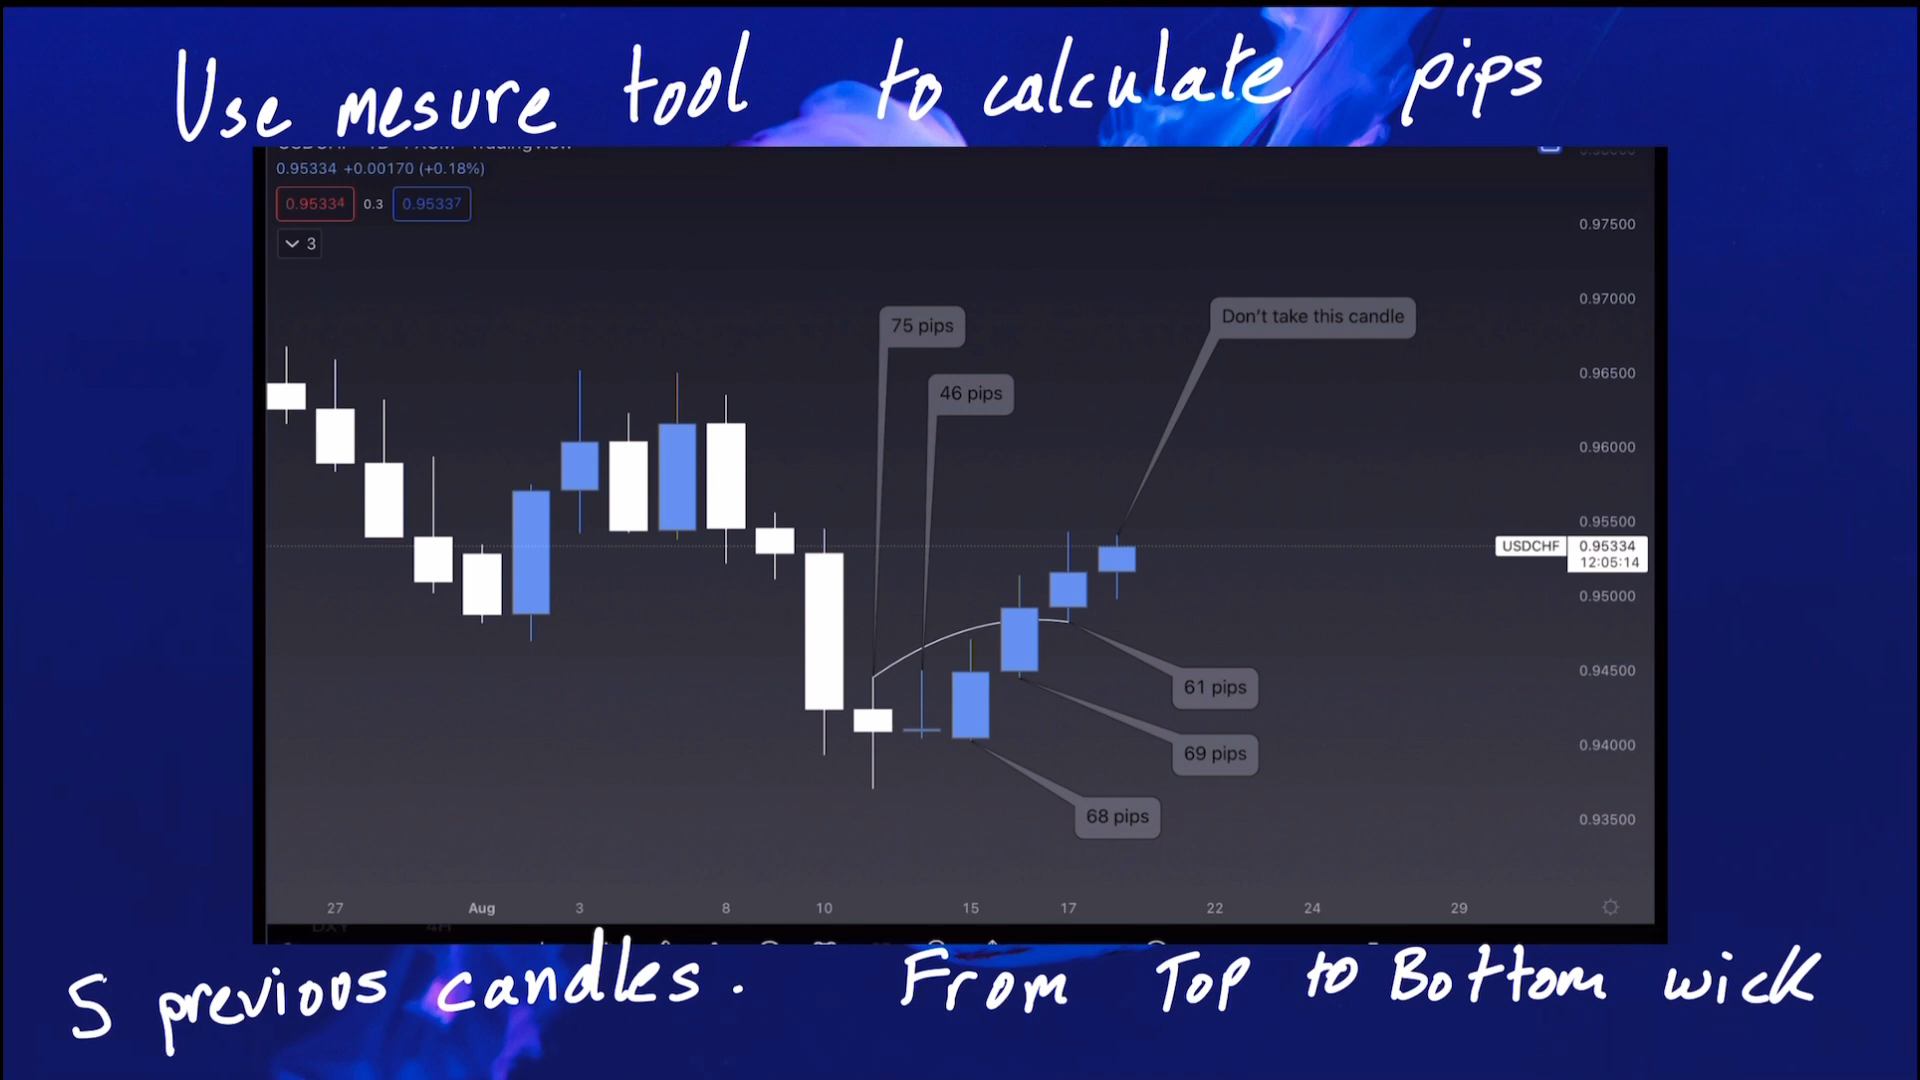 Use mesure tool to calculate pips
0.95334 +0.00170 (+0.18%)
0.95334 0.3 0.95337
3
0.97500
0.97000
0.96500
0.96000
0.95500
USDCHF 0.95334
12:05:14
0.95000
0.94500
0.94000
0.93500
75 pips
Don't take this candle
46 pips
61 pips
69 pips
68 pips
27 Aug 3 8 10 15 17 22 24 29
5 previous candles. From Top to Bottom wick